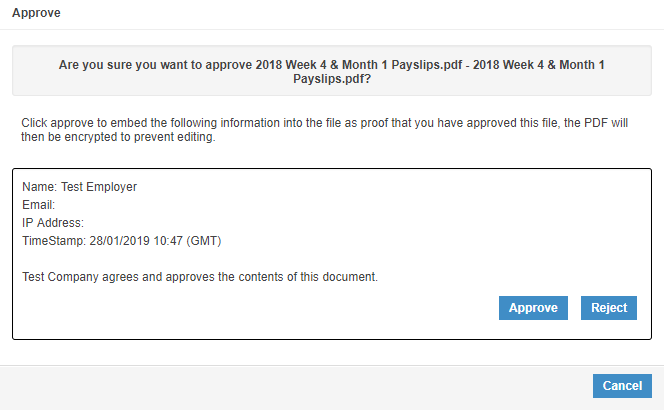 Approve
Are you sure you want to approve 2018 Week 4 & Month 1 Payslips.pdf - 2018 Week 4 & Month 1
Payslips.pdf?
Click approve to embed the following information into the file as proof that you have approved this file, the PDF will
then be encrypted to prevent editing.
Name: Test Employer
Email:
IP Address:
TimeStamp: 28/01/2019 10:47 (GMT)
Test Company agrees and approves the contents of this document.
Approve Reject
Cancel